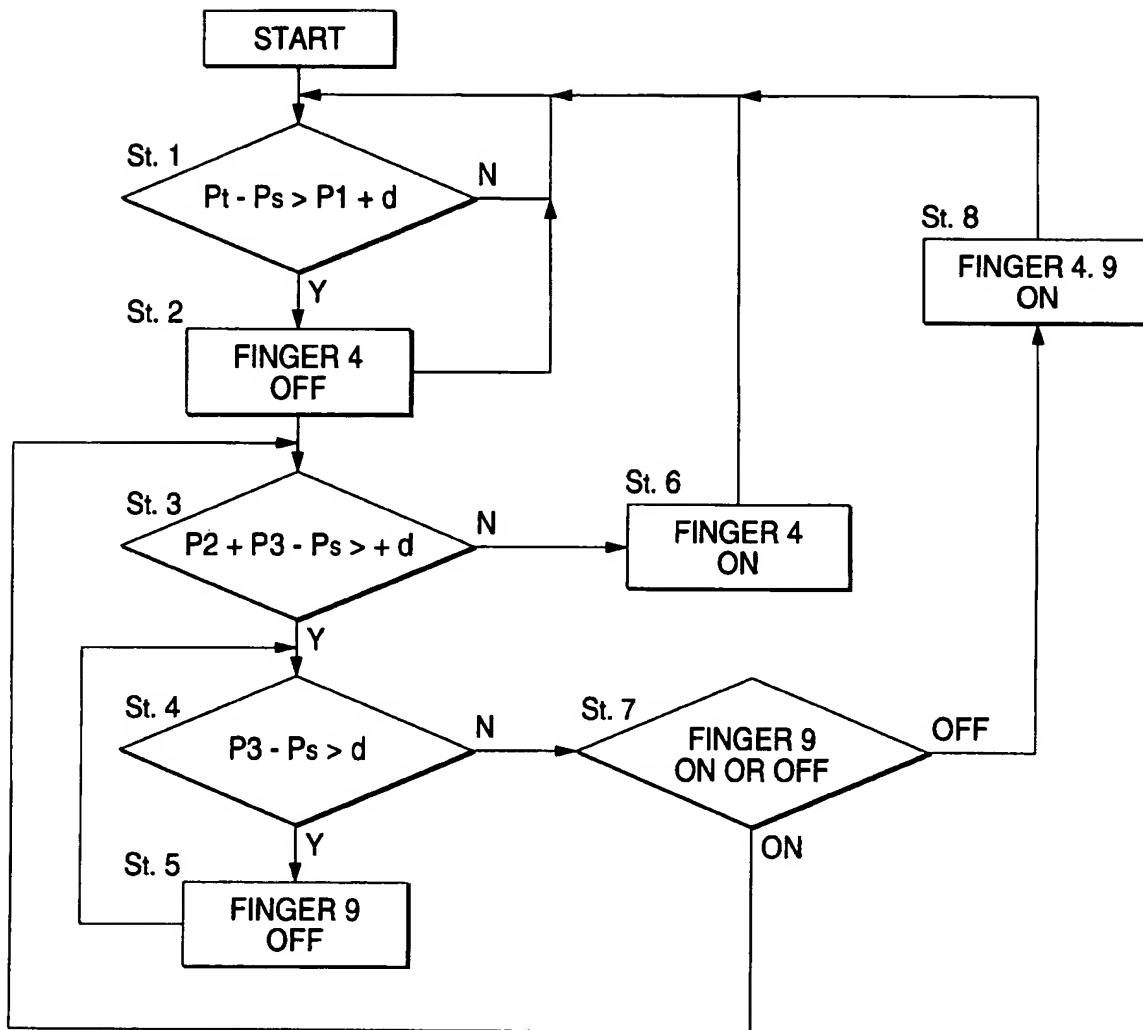 START
St. 1
Pt - Ps > P1 + d
N
Y
St. 2
FINGER 4
OFF
St. 3
P2 + P3 - Ps > + d
N
Y
St. 6
FINGER 4
ON
St. 8
FINGER 4. 9
ON
St. 4
P3 - Ps > d
N
Y
St. 7
FINGER 9
ON OR OFF
OFF
ON
St. 5
FINGER 9
OFF